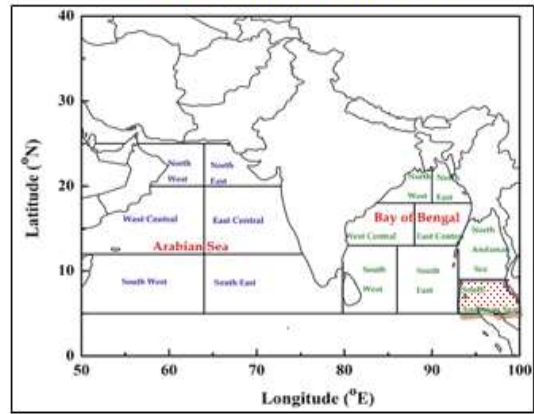 40
30
20
10
0
Latitude (°N)
50
60
70
80
90
100
Longitude (°E)
North
West
North
East
West Central
East Central
Arabian Sea
South West
South East
North
West
North
East
Bay of Bengal
West Central
East Central
North
Andaman
Sea
South
West
South
East
South